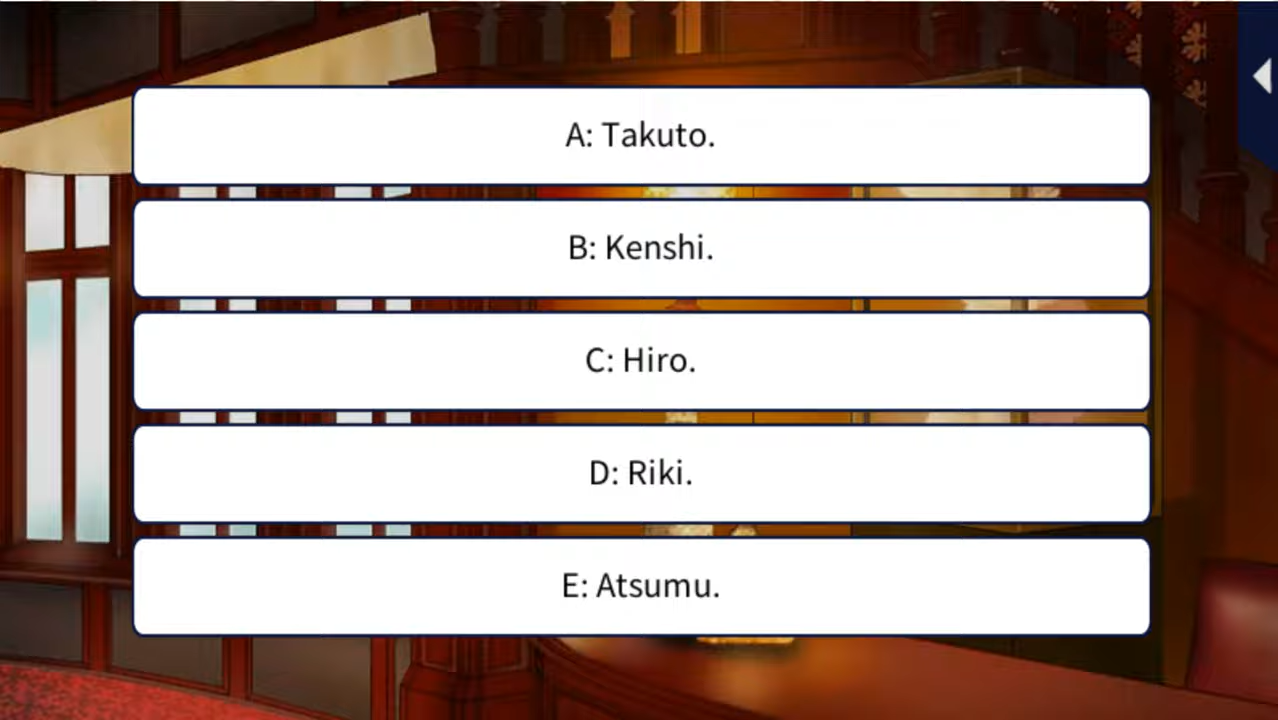 A: Takuto.
B: Kenshi.
C: Hiro.
D: Riki.
E: Atsumu.